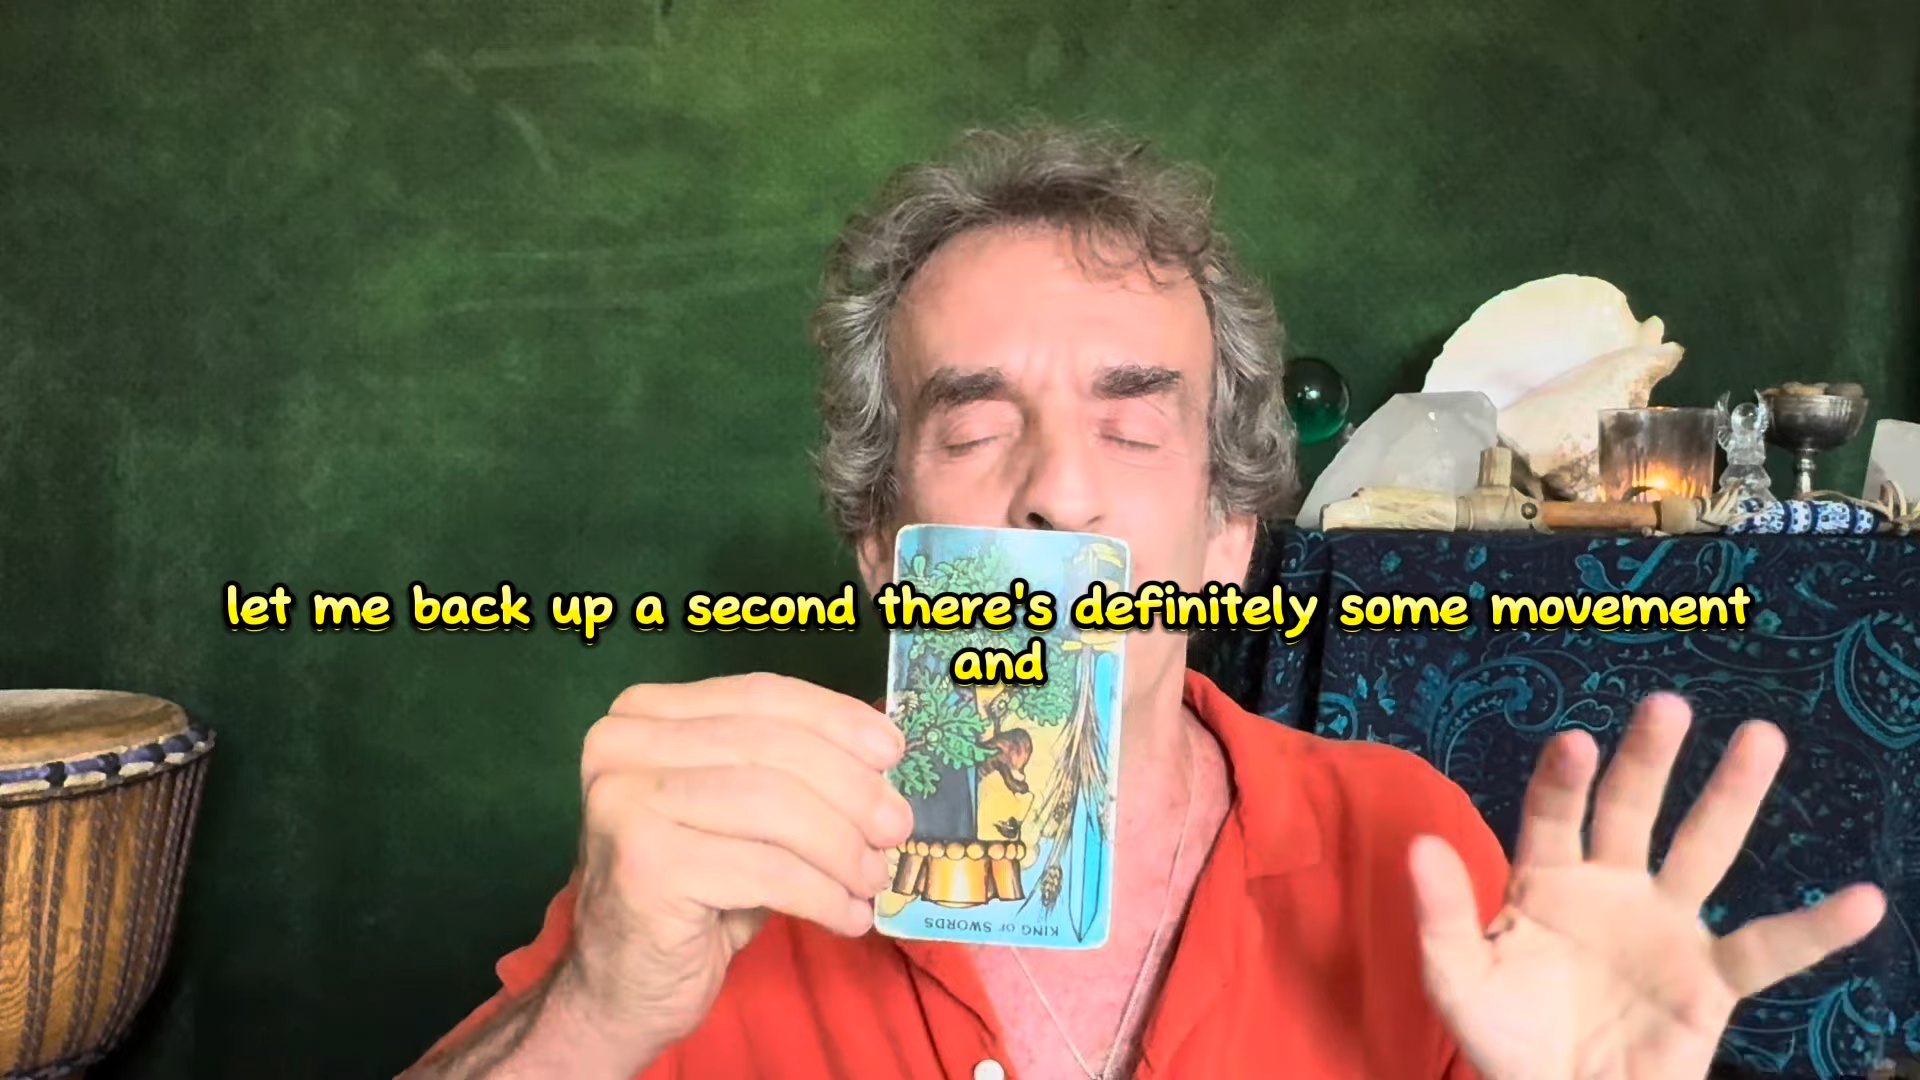 let me back up a second there's definitely some movement
and
KING OF SWORDS